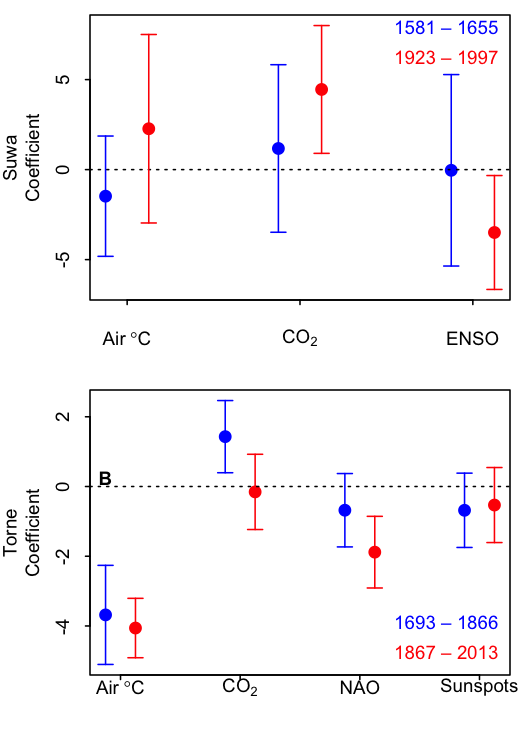 1581 – 1655
1923 – 1997
Suwa
Coefficient
5
0
-5
Air °C
CO₂
ENSO
B
Torne
Coefficient
2
0
-2
-4
1693 – 1866
1867 – 2013
Air °C
CO₂
NAO
Sunspots